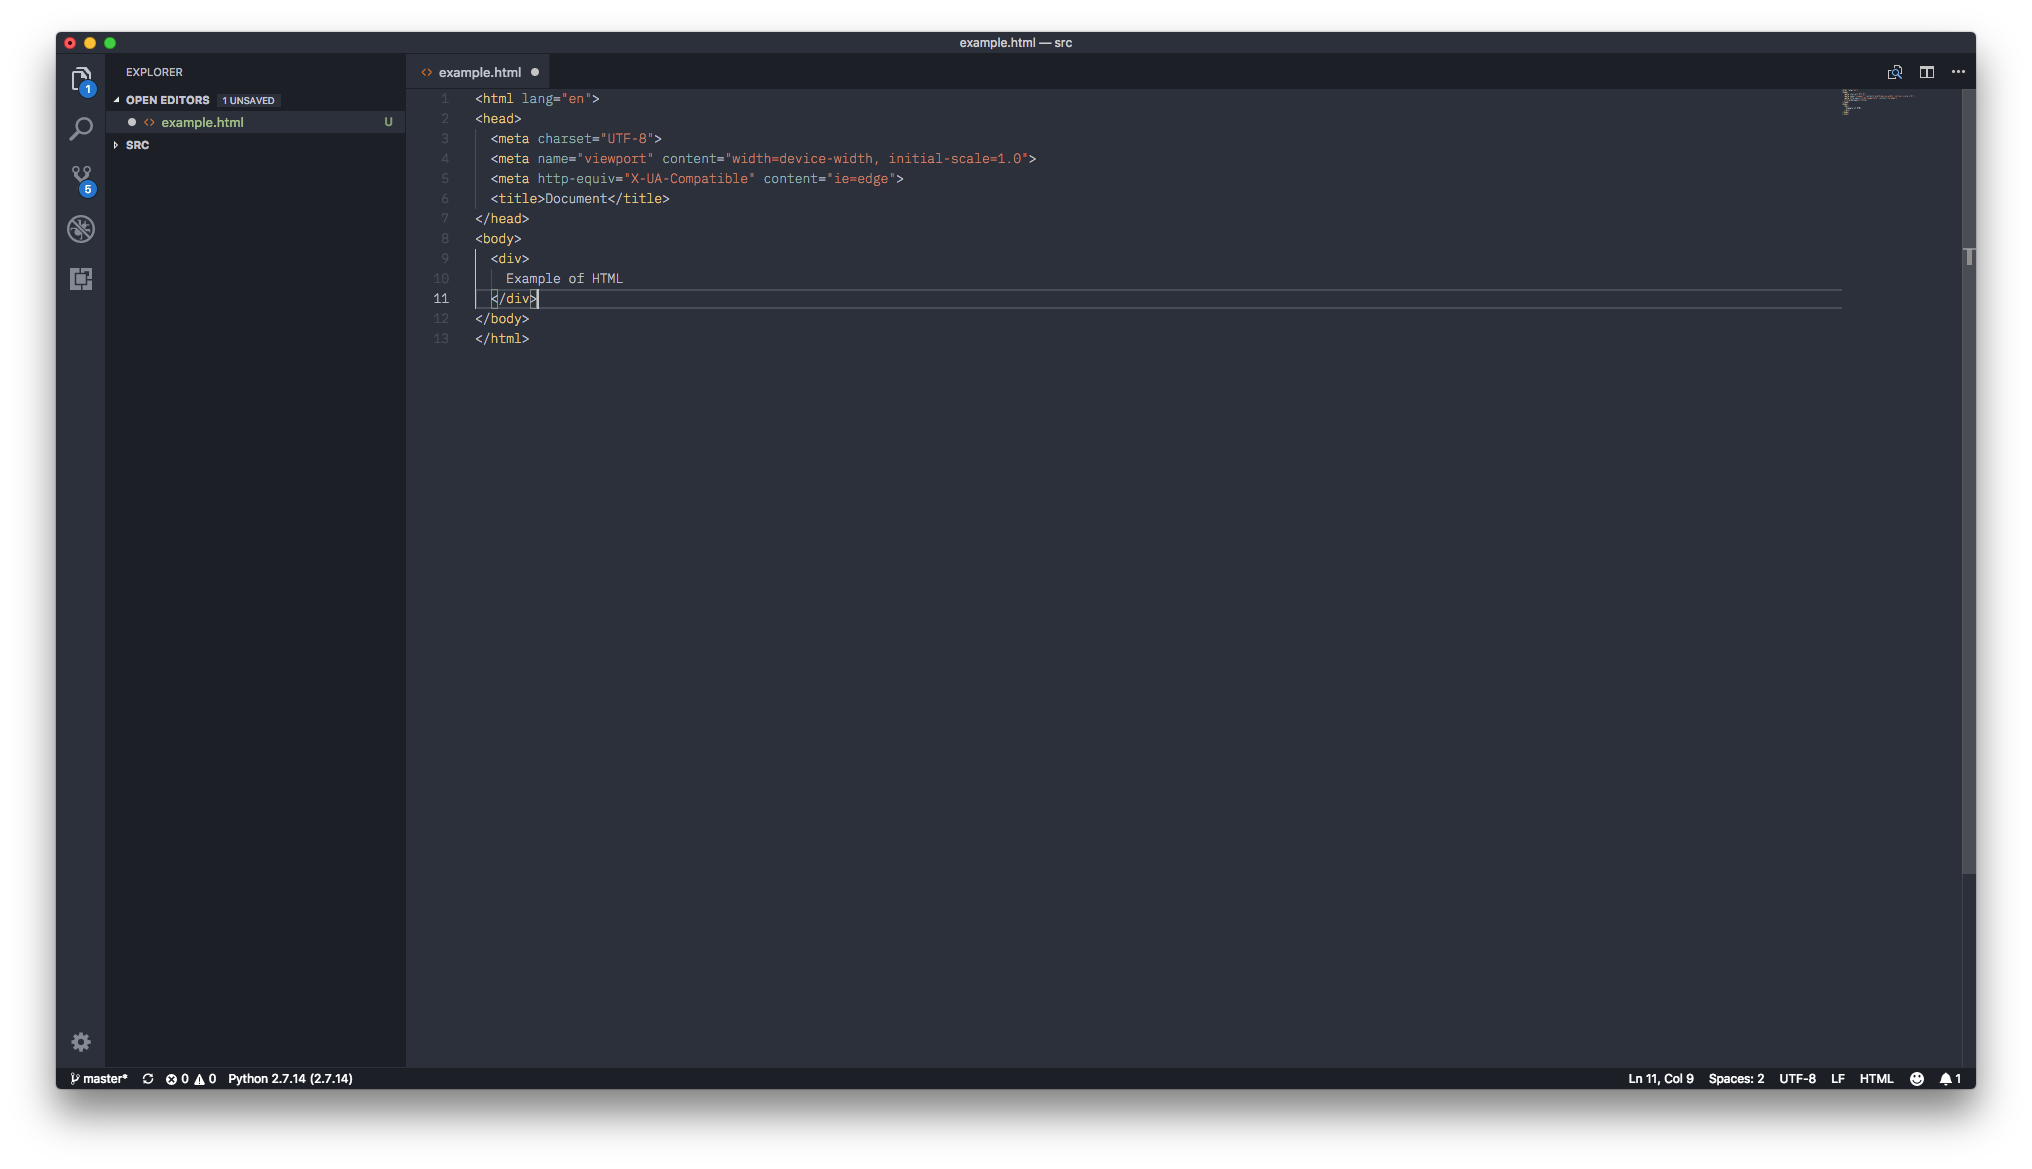 example.html — src
EXPLORER
OPEN EDITORS 1 UNSAVED
example.html U
SRC
example.html
1 <html lang="en">
2 <head>
3 <meta charset="UTF-8">
4 <meta name="viewport" content="width=device-width, initial-scale=1.0">
5 <meta http-equiv="X-UA-Compatible" content="ie=edge">
6 <title>Document</title>
7 </head>
8 <body>
9 <div>
10 Example of HTML
11 </div>
12 </body>
13 </html>
1
5
master* 0 0 Python 2.7.14 (2.7.14) Ln 11, Col 9 Spaces: 2 UTF-8 LF HTML 1